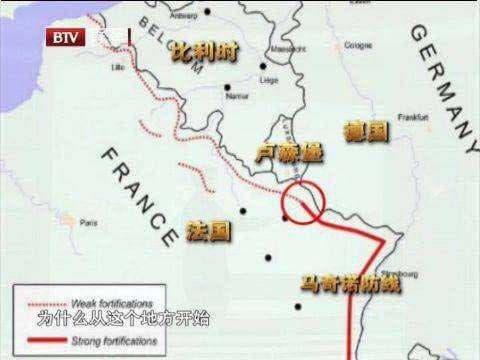 BTV
Antwerp
BELGIUM
比利时
Maastricht
Cologne
Lille
Liège
Namur
GERMANY
Frankfurt
德国
卢森堡
LUXEMBOURG
FRANCE
Paris
法国
Strasbourg
马奇诺防线
Weak fortifications
为什么从这个地方开始
Strong fortifications